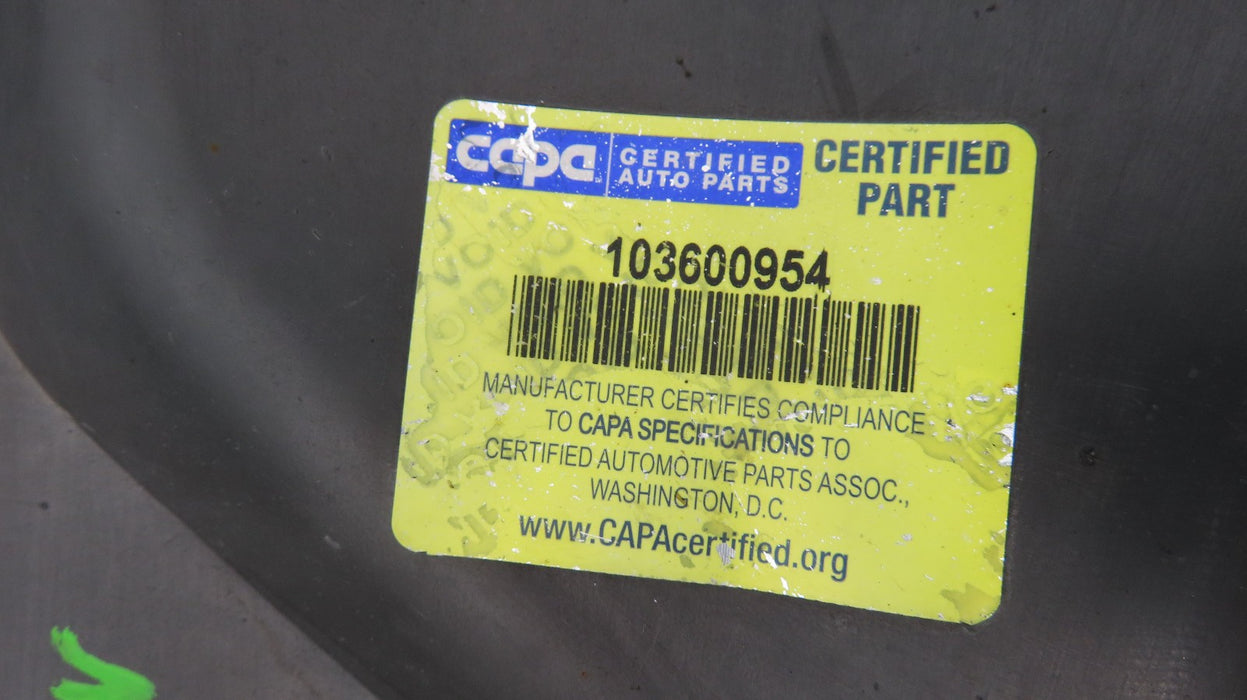 capa CERTIFIED AUTO PARTS
CERTIFIED PART
103600954
MANUFACTURER CERTIFIES COMPLIANCE
TO CAPA SPECIFICATIONS TO
CERTIFIED AUTOMOTIVE PARTS ASSOC.,
WASHINGTON, D.C.
www.CAPAcertified.org
VOID